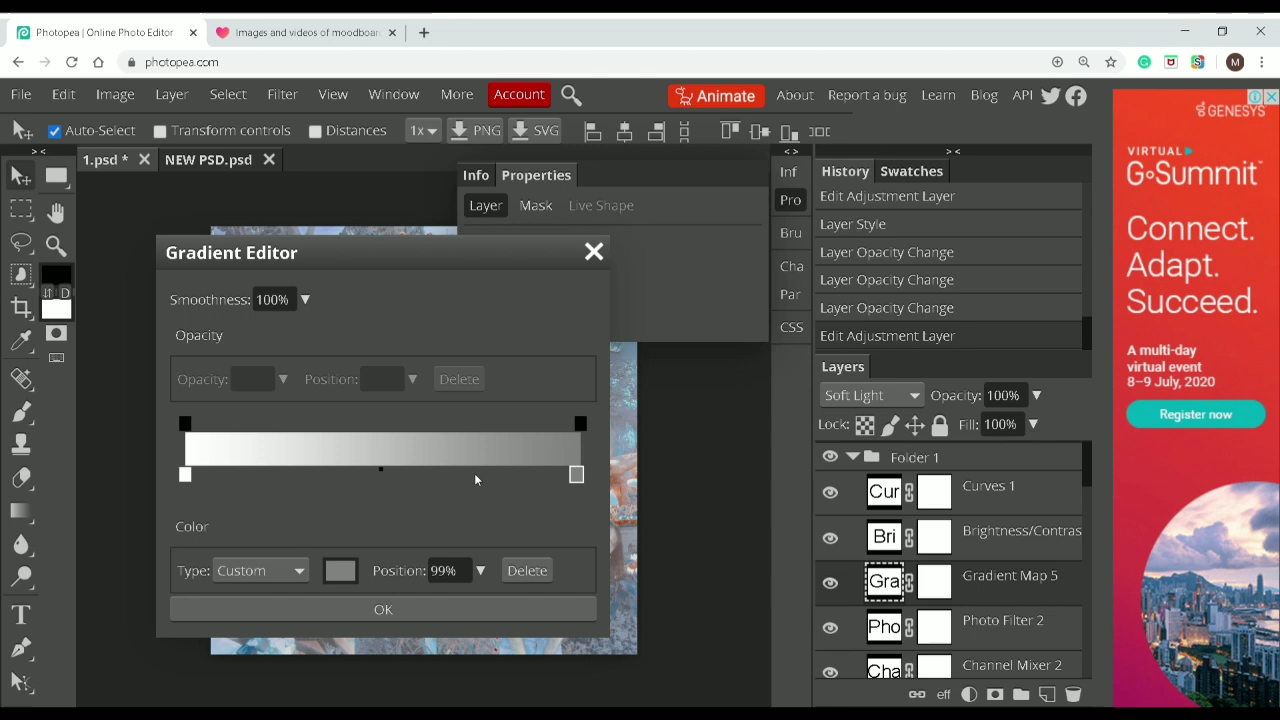 Photopea | Online Photo Editor
Images and videos of moodboar
photopea.com
M
File Edit Image Layer Select Filter View Window More Account
Animate About Report a bug Learn Blog API
Auto-Select Transform controls Distances 1x PNG SVG
> < < > > <
1.psd * NEW PSD.psd
Info Properties
Layer Mask Live Shape
Inf
Pro
Bru
Cha
Par
CSS
D
Gradient Editor
Smoothness: 100%
Opacity
Opacity: Position: Delete
Color
Type: Custom Position: 99% Delete
OK
History Swatches
Edit Adjustment Layer
Layer Style
Layer Opacity Change
Layer Opacity Change
Layer Opacity Change
Edit Adjustment Layer
Layers
Soft Light Opacity: 100%
Lock: Fill: 100%
Folder 1
Cur Curves 1
Bri Brightness/Contras
Gra Gradient Map 5
Pho Photo Filter 2
Cha Channel Mixer 2
eff
GENESYS
VIRTUAL
G>Summit™
Connect.
Adapt.
Succeed.
A multi-day
virtual event
8–9 July, 2020
Register now